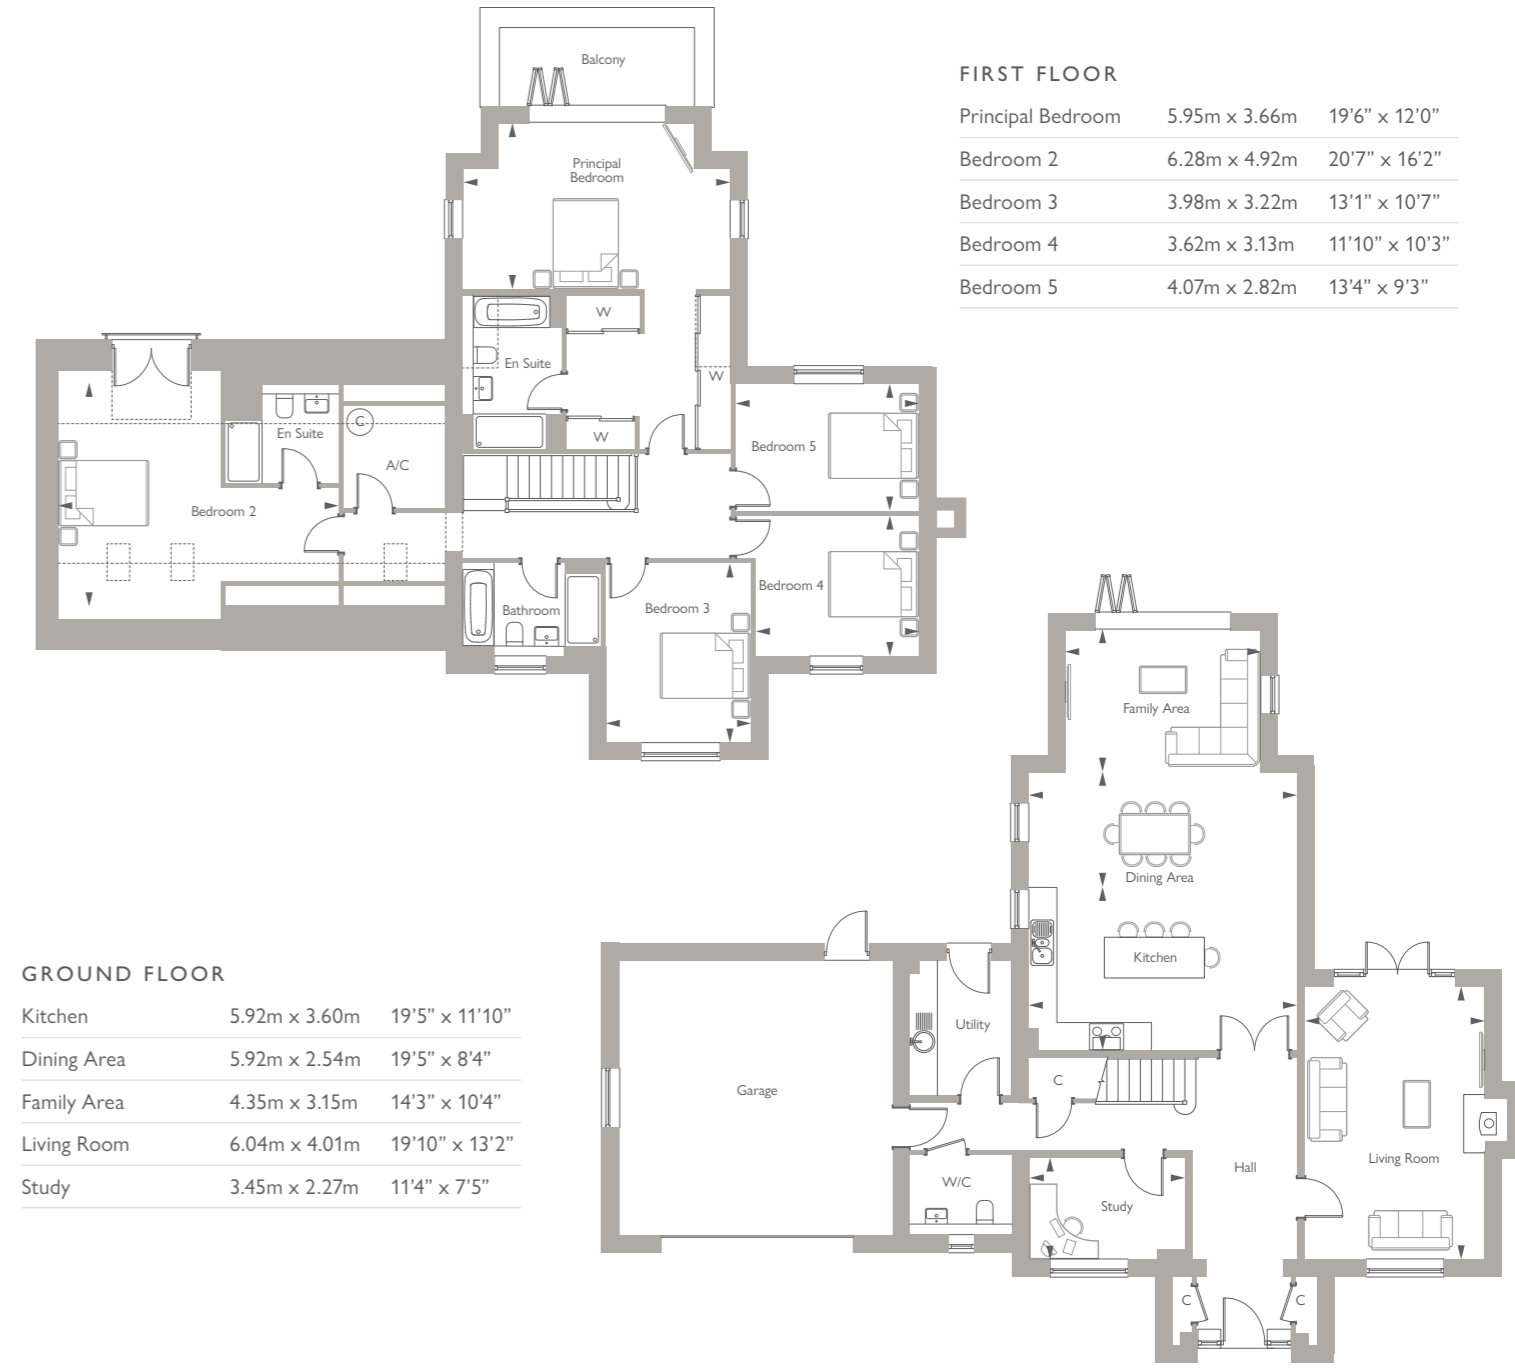 Balcony
FIRST FLOOR
Principal Bedroom 5.95m x 3.66m 19’6” x 12’0”
Bedroom 2 6.28m x 4.92m 20’7” x 16’2”
Bedroom 3 3.98m x 3.22m 13’1” x 10’7”
Bedroom 4 3.62m x 3.13m 11’10” x 10’3”
Bedroom 5 4.07m x 2.82m 13’4” x 9’3”
Principal
Bedroom
W
En Suite
W
W
C
En Suite
A/C
Bedroom 2
Bedroom 5
Bedroom 4
Bathroom
Bedroom 3
Family Area
Dining Area
Kitchen
GROUND FLOOR
Kitchen 5.92m x 3.60m 19’5” x 11’10”
Dining Area 5.92m x 2.54m 19’5” x 8’4”
Family Area 4.35m x 3.15m 14’3” x 10’4”
Living Room 6.04m x 4.01m 19’10” x 13’2”
Study 3.45m x 2.27m 11’4” x 7’5”
Utility
Garage
C
Living Room
Hall
W/C
Study
C
C